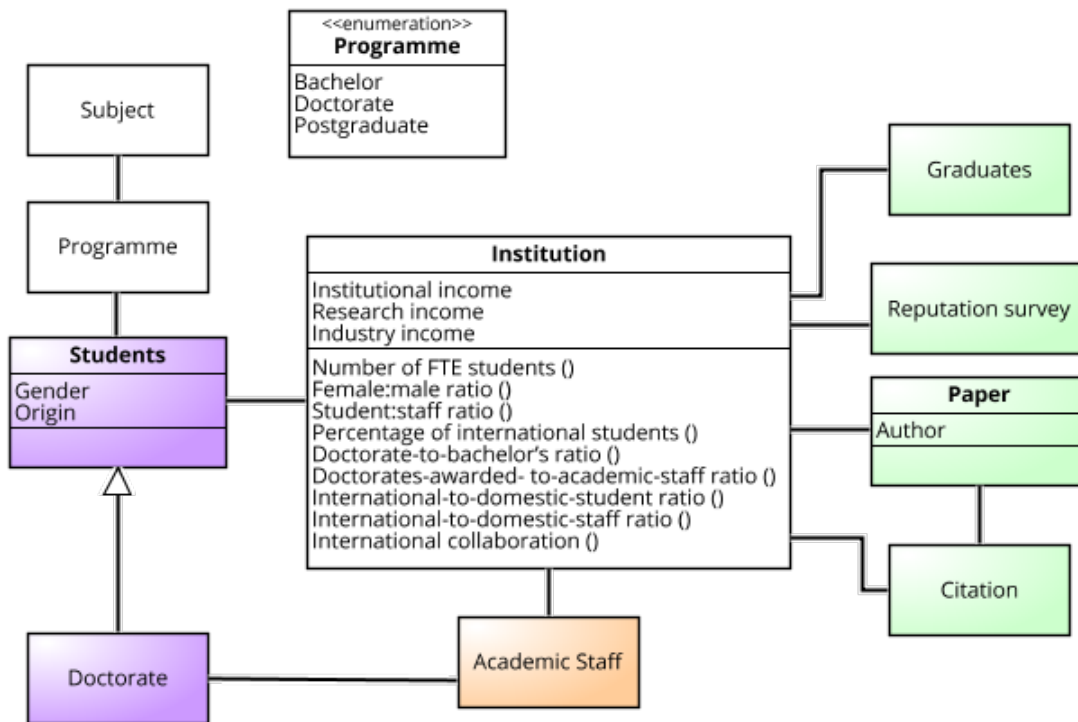 <<enumeration>>
Programme
Bachelor
Doctorate
Postgraduate
Subject
Programme
Students
Gender
Origin
Doctorate
Institution
Institutional income
Research income
Industry income
Number of FTE students ()
Female:male ratio ()
Student:staff ratio ()
Percentage of international students ()
Doctorate-to-bachelor’s ratio ()
Doctorates-awarded- to-academic-staff ratio ()
International-to-domestic-student ratio ()
International-to-domestic-staff ratio ()
International collaboration ()
Academic Staff
Graduates
Reputation survey
Paper
Author
Citation